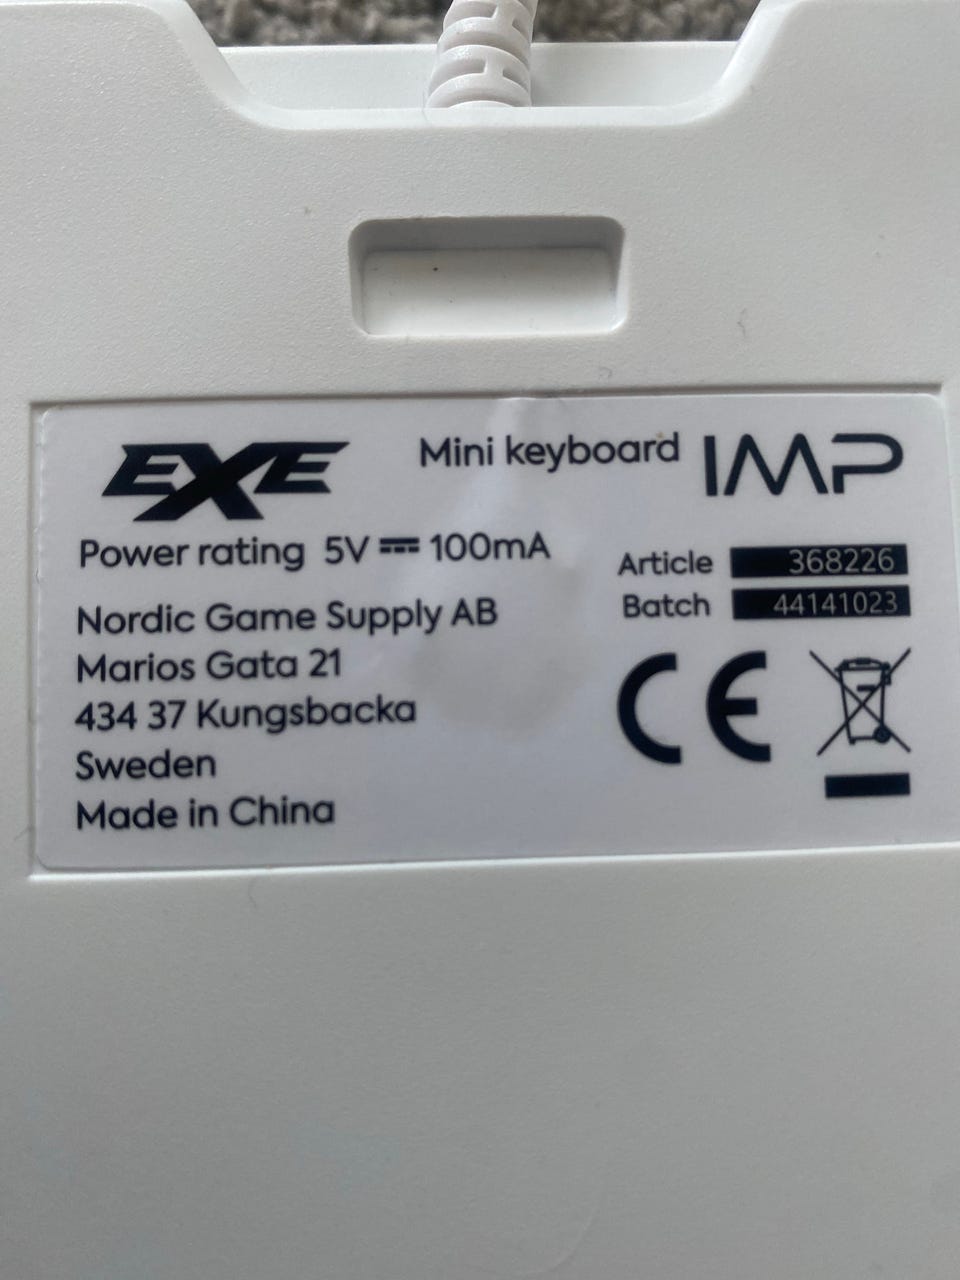 EXE Mini keyboard IMP
Power rating 5V ⎓ 100mA
Article 368226
Batch 44141023
Nordic Game Supply AB
Marios Gata 21
434 37 Kungsbacka
Sweden
Made in China
CE